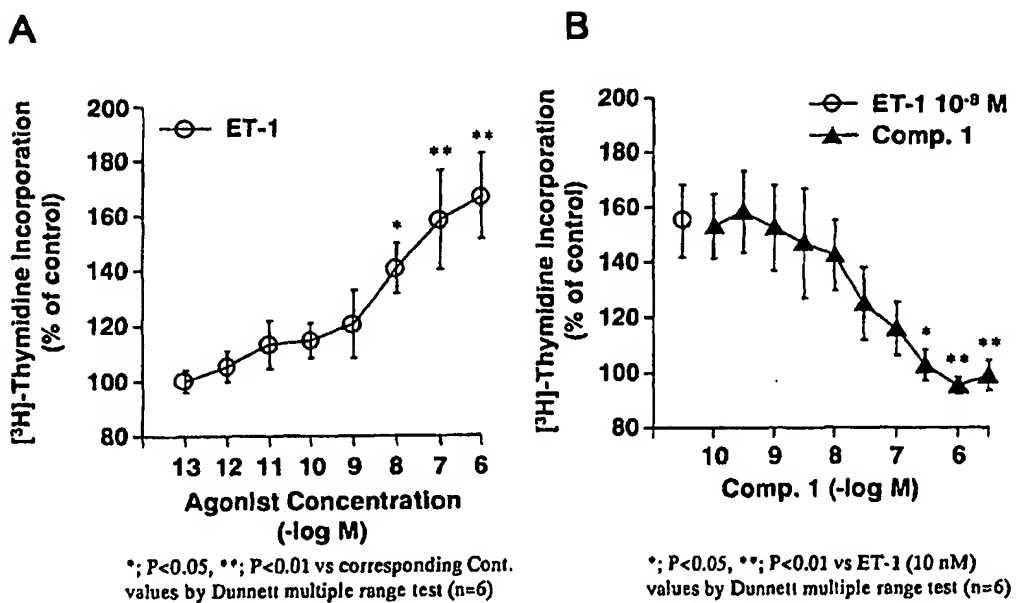 A
[³H]-Thymidine Incorporation
(% of control)
200
180
160
140
120
100
80
ET-1
*
**
**
13 12 11 10 9 8 7 6
Agonist Concentration
(-log M)
*; P<0.05, **; P<0.01 vs corresponding Cont.
values by Dunnett multiple range test (n=6)
B
[³H]-Thymidine Incorporation
(% of control)
200
180
160
140
120
100
80
ET-1 10⁻⁸ M
Comp. 1
*
**
**
10 9 8 7 6
Comp. 1 (-log M)
*; P<0.05, **; P<0.01 vs ET-1 (10 nM)
values by Dunnett multiple range test (n=6)